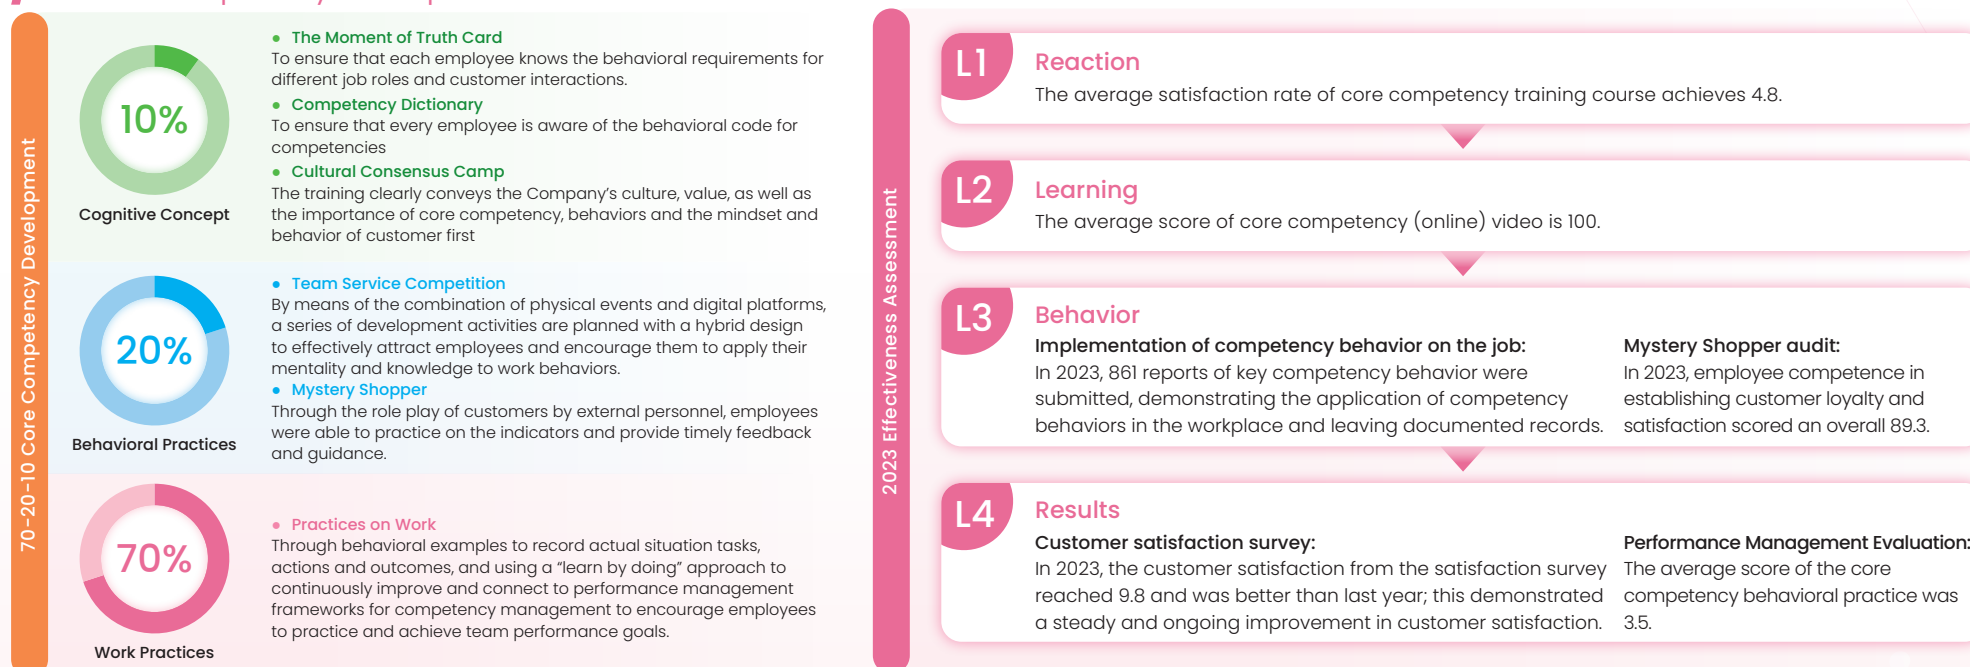 70-20-10 Core Competency Development
10%
Cognitive Concept
● The Moment of Truth Card
To ensure that each employee knows the behavioral requirements for
different job roles and customer interactions.
● Competency Dictionary
To ensure that every employee is aware of the behavioral code for
competencies
● Cultural Consensus Camp
The training clearly conveys the Company's culture, value, as well as
the importance of core competency, behaviors and the mindset and
behavior of customer first
20%
Behavioral Practices
● Team Service Competition
By means of the combination of physical events and digital platforms,
a series of development activities are planned with a hybrid design
to effectively attract employees and encourage them to apply their
mentality and knowledge to work behaviors.
● Mystery Shopper
Through the role play of customers by external personnel, employees
were able to practice on the indicators and provide timely feedback
and guidance.
70%
Work Practices
● Practices on Work
Through behavioral examples to record actual situation tasks,
actions and outcomes, and using a “learn by doing” approach to
continuously improve and connect to performance management
frameworks for competency management to encourage employees
to practice and achieve team performance goals.
2023 Effectiveness Assessment
L1
Reaction
The average satisfaction rate of core competency training course achieves 4.8.
L2
Learning
The average score of core competency (online) video is 100.
L3
Behavior
Implementation of competency behavior on the job:
In 2023, 861 reports of key competency behavior were
submitted, demonstrating the application of competency
behaviors in the workplace and leaving documented records.
Mystery Shopper audit:
In 2023, employee competence in
establishing customer loyalty and
satisfaction scored an overall 89.3.
L4
Results
Customer satisfaction survey:
In 2023, the customer satisfaction from the satisfaction survey
reached 9.8 and was better than last year; this demonstrated
a steady and ongoing improvement in customer satisfaction.
Performance Management Evaluation:
The average score of the core
competency behavioral practice was
3.5.